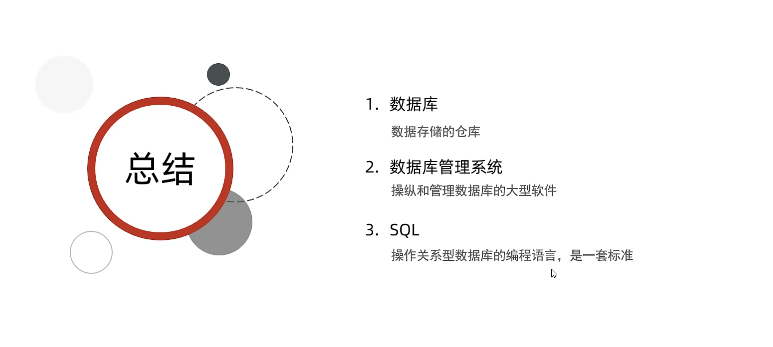 总结
1. 数据库
数据存储的仓库
2. 数据库管理系统
操纵和管理数据库的大型软件
3. SQL
操作关系型数据库的编程语言，是一套标准